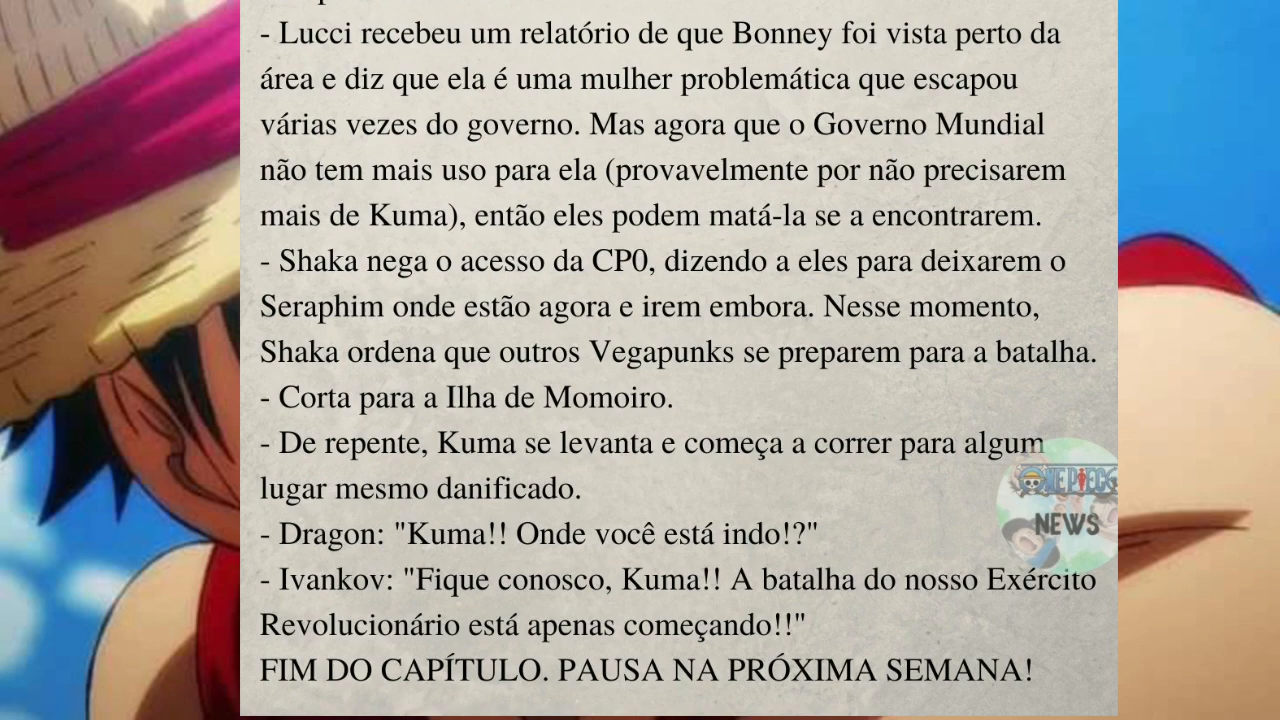 - Lucci recebeu um relatório de que Bonney foi vista perto da
área e diz que ela é uma mulher problemática que escapou
várias vezes do governo. Mas agora que o Governo Mundial
não tem mais uso para ela (provavelmente por não precisarem
mais de Kuma), então eles podem matá-la se a encontrarem.
- Shaka nega o acesso da CP0, dizendo a eles para deixarem o
Seraphim onde estão agora e irem embora. Nesse momento,
Shaka ordena que outros Vegapunks se preparem para a batalha.
- Corta para a Ilha de Momoiro.
- De repente, Kuma se levanta e começa a correr para algum
lugar mesmo danificado.
- Dragon: "Kuma!! Onde você está indo!?"
- Ivankov: "Fique conosco, Kuma!! A batalha do nosso Exército
Revolucionário está apenas começando!!"
FIM DO CAPÍTULO. PAUSA NA PRÓXIMA SEMANA!
ONE PIECE
NEWS